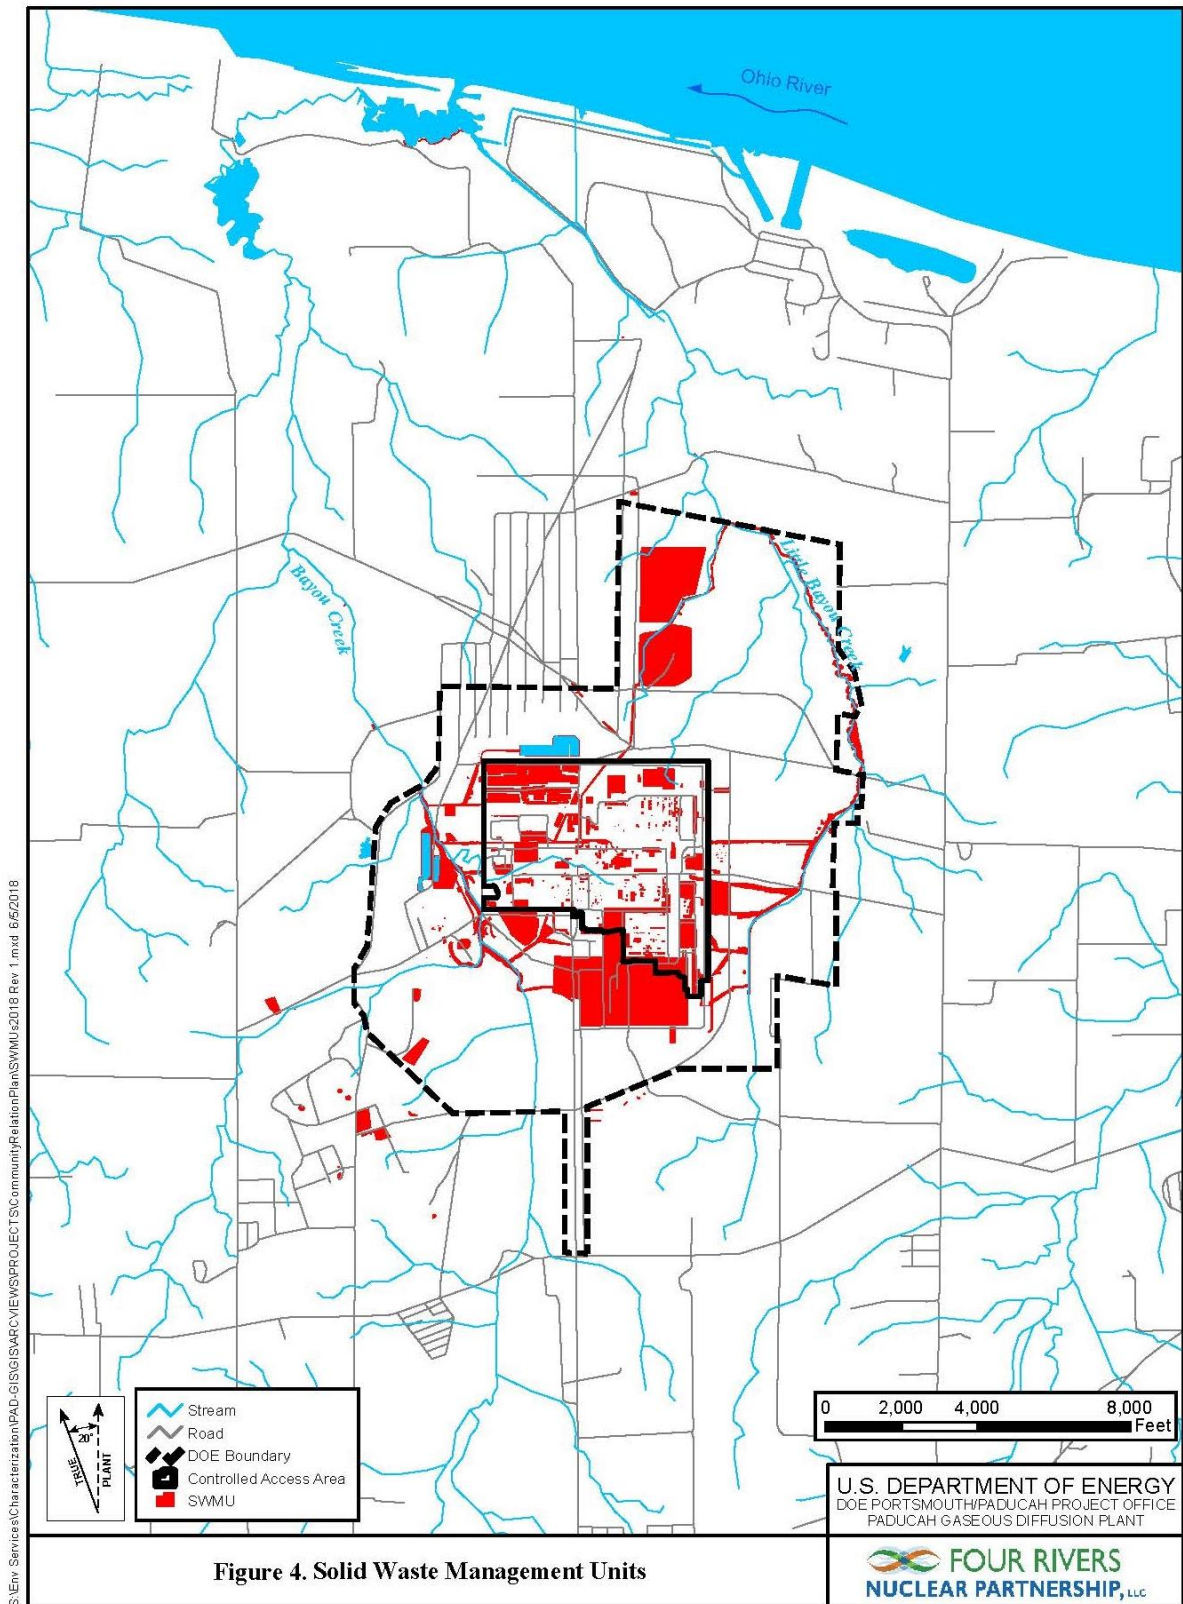 Ohio River
Bayou Creek
Little Bayou Creek
S:\Env Services\Characterization\PAD-GIS\GIS\ARCVIEWS\PROJECTS\CommunityRelationPlan\SWMUs2018 Rev 1.mxd 6/5/2018
20°
TRUE
PLANT
Stream
Road
DOE Boundary
Controlled Access Area
SWMU
0 2,000 4,000 8,000
Feet
U.S. DEPARTMENT OF ENERGY
DOE PORTSMOUTH/PADUCAH PROJECT OFFICE
PADUCAH GASEOUS DIFFUSION PLANT
Figure 4. Solid Waste Management Units
FOUR RIVERS
NUCLEAR PARTNERSHIP, LLC